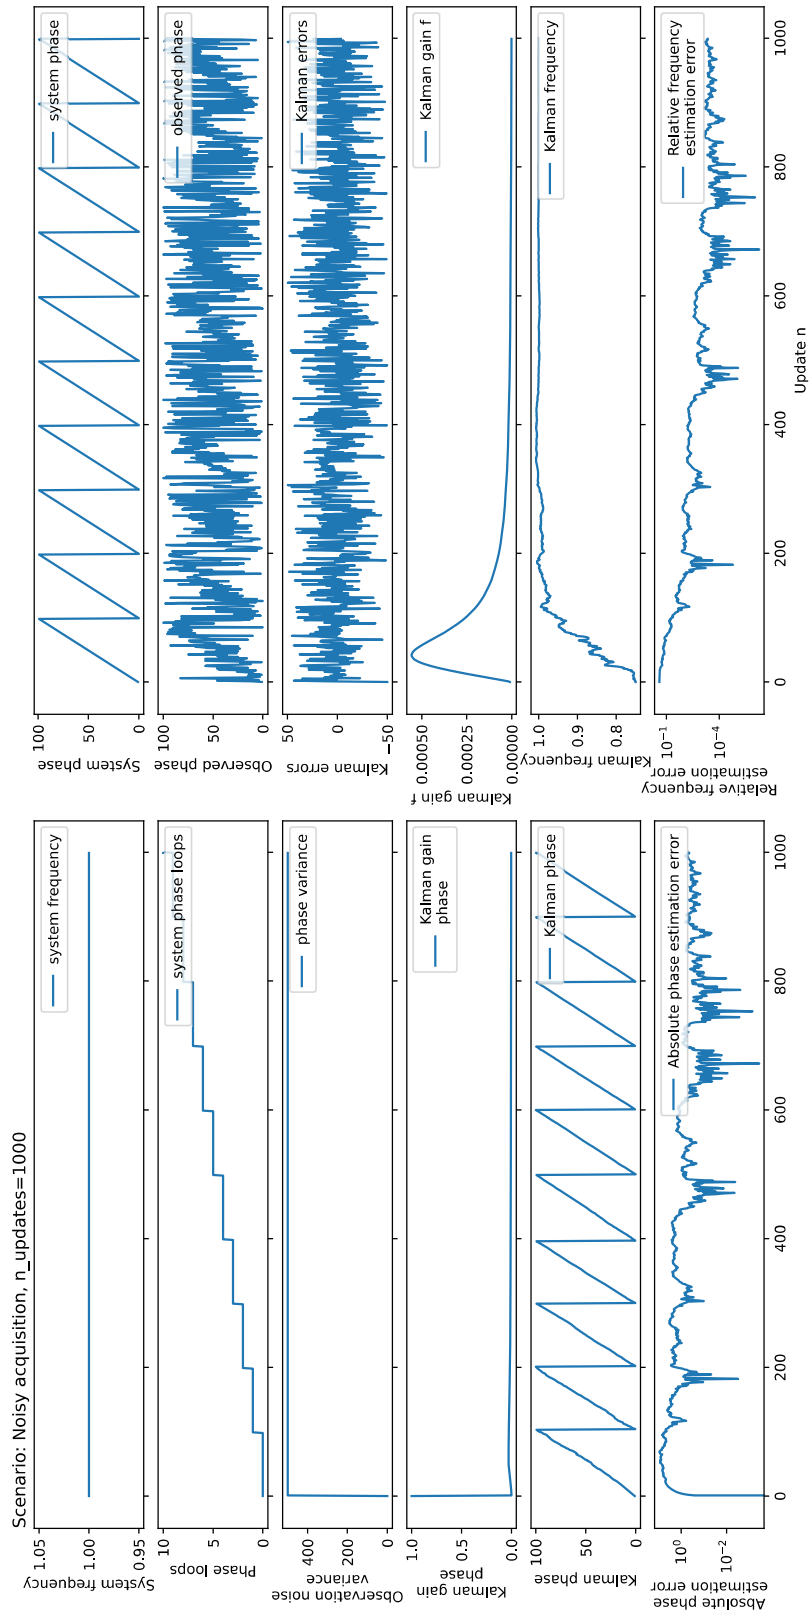 Scenario: Noisy acquisition, n_updates=1000
System frequency
1.05
1.00
0.95
system frequency
Phase loops
10
5
0
system phase loops
Observation noise
variance
400
200
0
phase variance
Kalman gain
phase
1.0
0.5
0.0
Kalman gain
phase
Kalman phase
100
50
0
Kalman phase
Absolute phase
estimation error
10⁰
10⁻²
Absolute phase estimation error
0
200
400
600
800
1000
System phase
100
50
0
system phase
Observed phase
100
50
0
observed phase
Kalman errors
50
0
−50
Kalman errors
Kalman gain f
0.00050
0.00025
0.00000
Kalman gain f
Kalman frequency
1.0
0.9
0.8
Kalman frequency
Relative frequency
estimation error
10⁻¹
10⁻⁴
Relative frequency
estimation error
0
200
400
600
800
1000
Update n